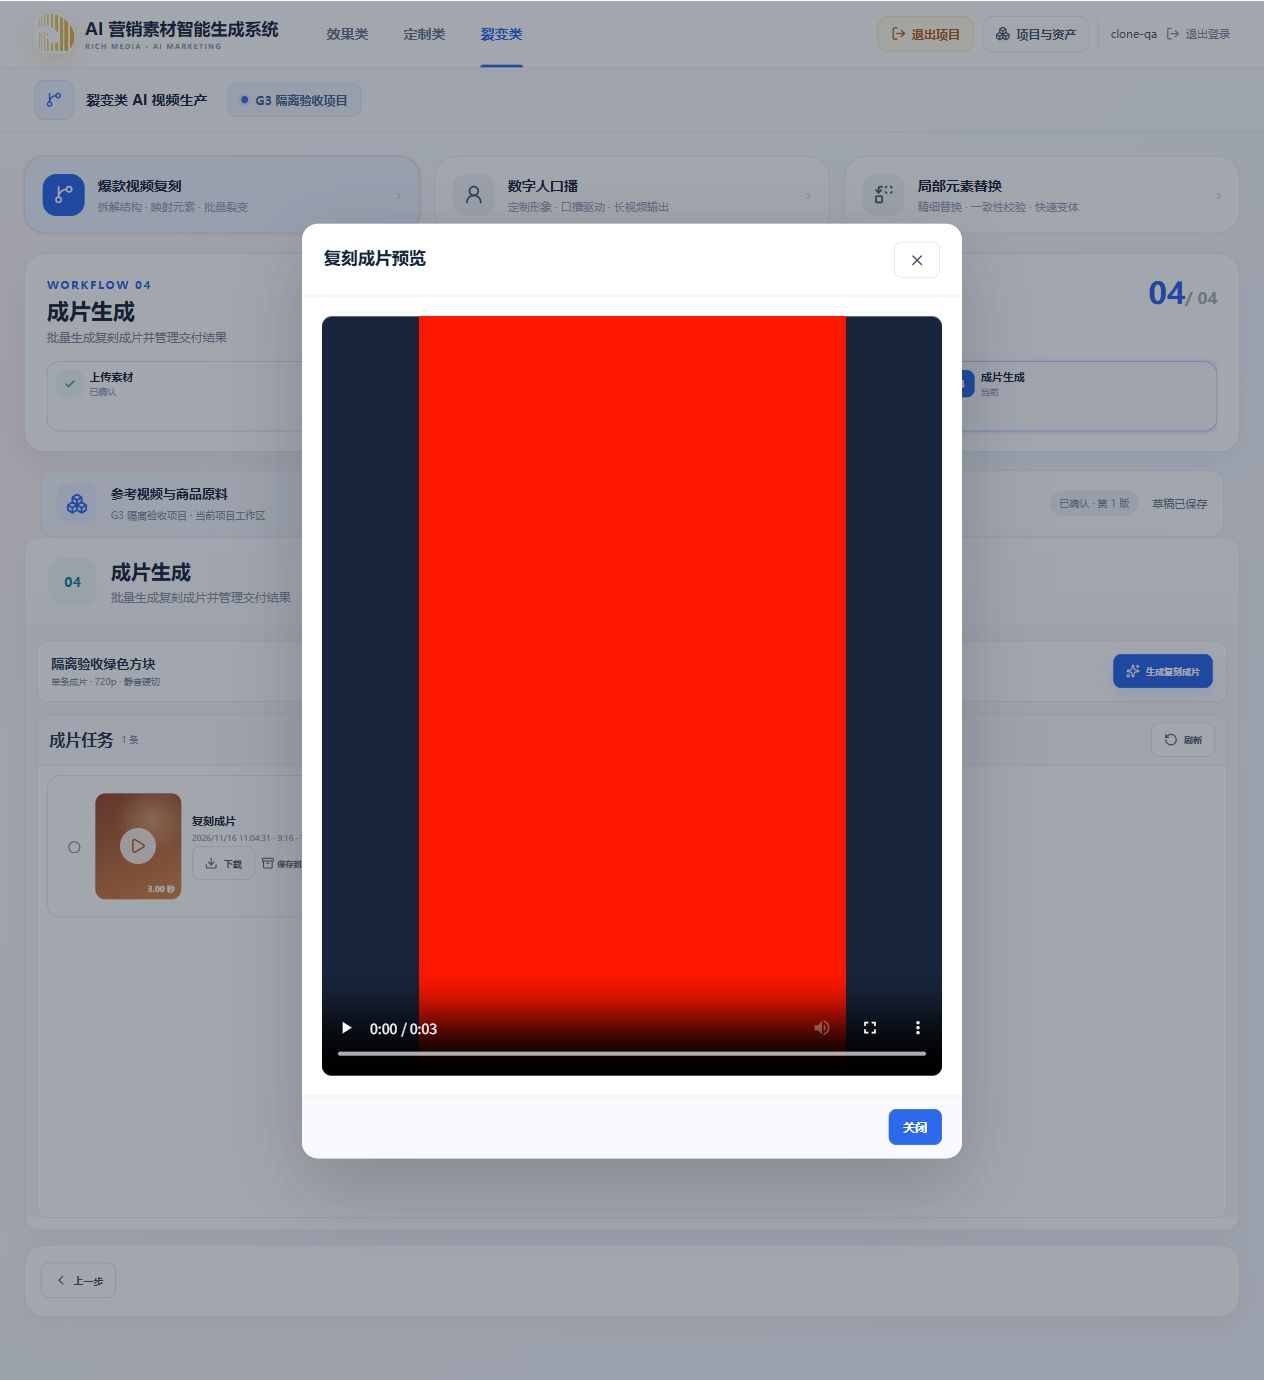 AI 营销素材智能生成系统
RICH MEDIA • AI MARKETING
效果类
定制类
裂变类
退出项目
项目与资产
clone-qa
退出登录
裂变类 AI 视频生产
G3 隔离验收项目
爆款视频复刻
拆解结构 · 映射元素 · 批量裂变
数字人口播
定制形象 · 口播驱动 · 长视频输出
局部元素替换
精细替换 · 一致性校验 · 快速变体
WORKFLOW 04
成片生成
批量生成复刻成片并管理交付结果
04/ 04
上传素材
已确认
成片生成
当前
参考视频与商品原料
G3 隔离验收项目 · 当前项目工作区
已确认 · 第 1 版
草稿已保存
04
成片生成
批量生成复刻成片并管理交付结果
隔离验收绿色方块
单条成片 · 720p · 静音硬切
生成复刻成片
成片任务
1 条
刷新
复刻成片
2026/11/16 11:04:31 · 9:16 ·
下载
保存到
3.00 秒
复刻成片预览
0:00 / 0:03
关闭
上一步